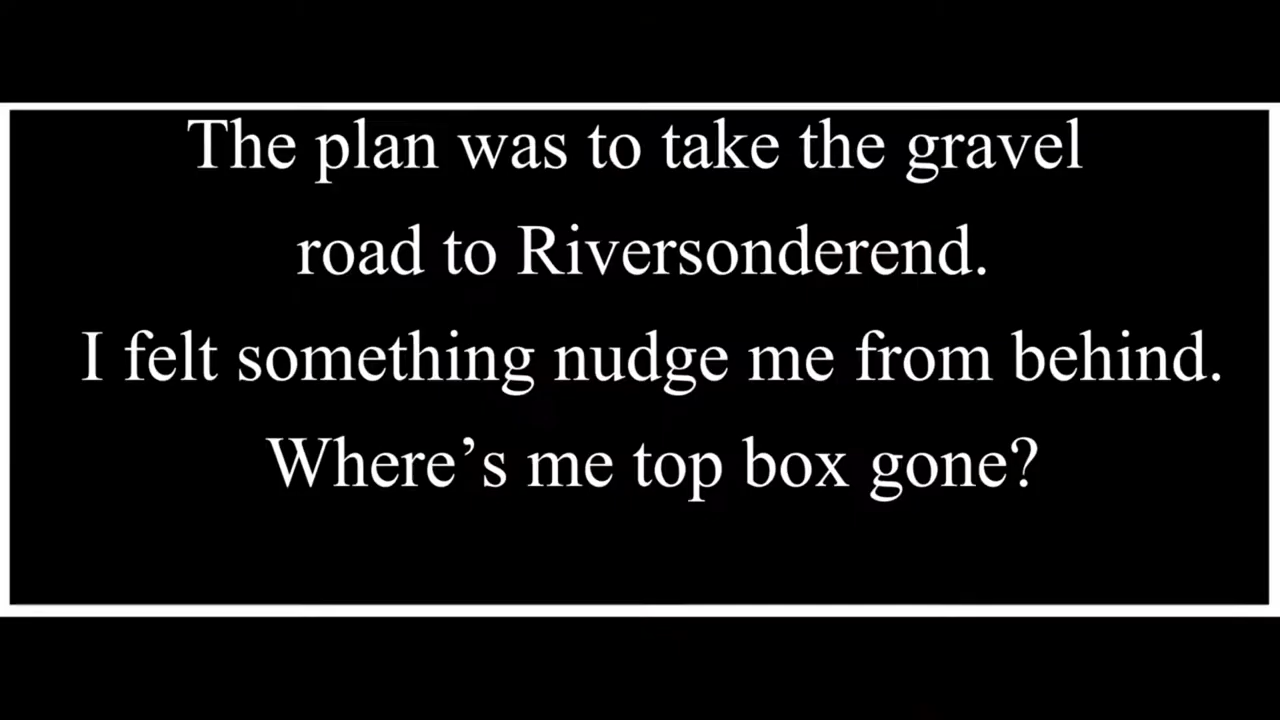 The plan was to take the gravel
road to Riversonderend.
I felt something nudge me from behind.
Where’s me top box gone?